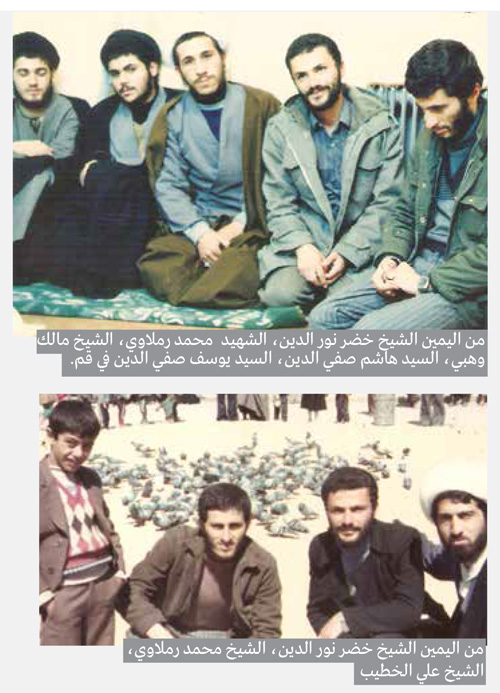 من اليمين الشيخ خضر نور الدين، الشهيد محمد رملاوي، الشيخ مالك
وهبي، السيد هاشم صفي الدين، السيد يوسف صفي الدين في قم.
من اليمين الشيخ خضر نور الدين، الشيخ محمد رملاوي،
الشيخ علي الخطيب